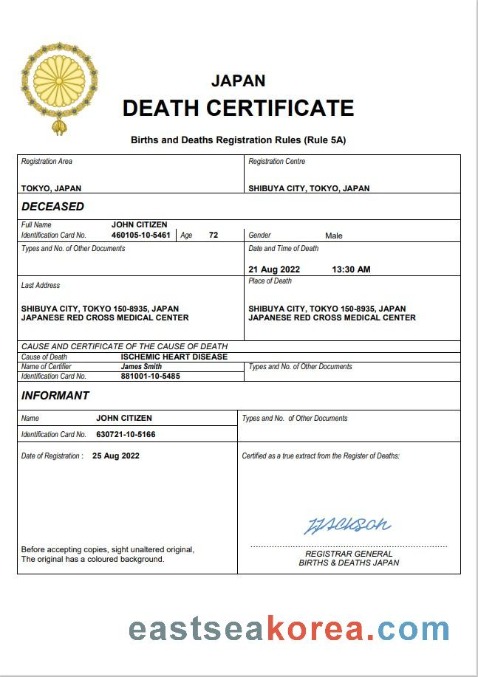 JAPAN
DEATH CERTIFICATE
Births and Deaths Registration Rules (Rule 5A)
Registration Area
Registration Centre
TOKYO, JAPAN
SHIBUYA CITY, TOKYO, JAPAN
DECEASED
Full Name JOHN CITIZEN
Identification Card No. 460105-10-5461 Age 72 Gender Male
Types and No. of Other Documents
Date and Time of Death
21 Aug 2022 13:30 AM
Last Address
Place of Death
SHIBUYA CITY, TOKYO 150-8935, JAPAN
JAPANESE RED CROSS MEDICAL CENTER
SHIBUYA CITY, TOKYO 150-8935, JAPAN
JAPANESE RED CROSS MEDICAL CENTER
CAUSE AND CERTIFICATE OF THE CAUSE OF DEATH
Cause of Death ISCHEMIC HEART DISEASE
Name of Certifier James Smith
Types and No. of Other Documents
Identification Card No. 881001-10-5485
INFORMANT
Name JOHN CITIZEN
Types and No. of Other Documents
Identification Card No. 630721-10-5166
Date of Registration : 25 Aug 2022
Certified as a true extract from the Register of Deaths:
Before accepting copies, sight unaltered original,
The original has a coloured background.
REGISTRAR GENERAL
BIRTHS & DEATHS JAPAN
eastseakorea.com